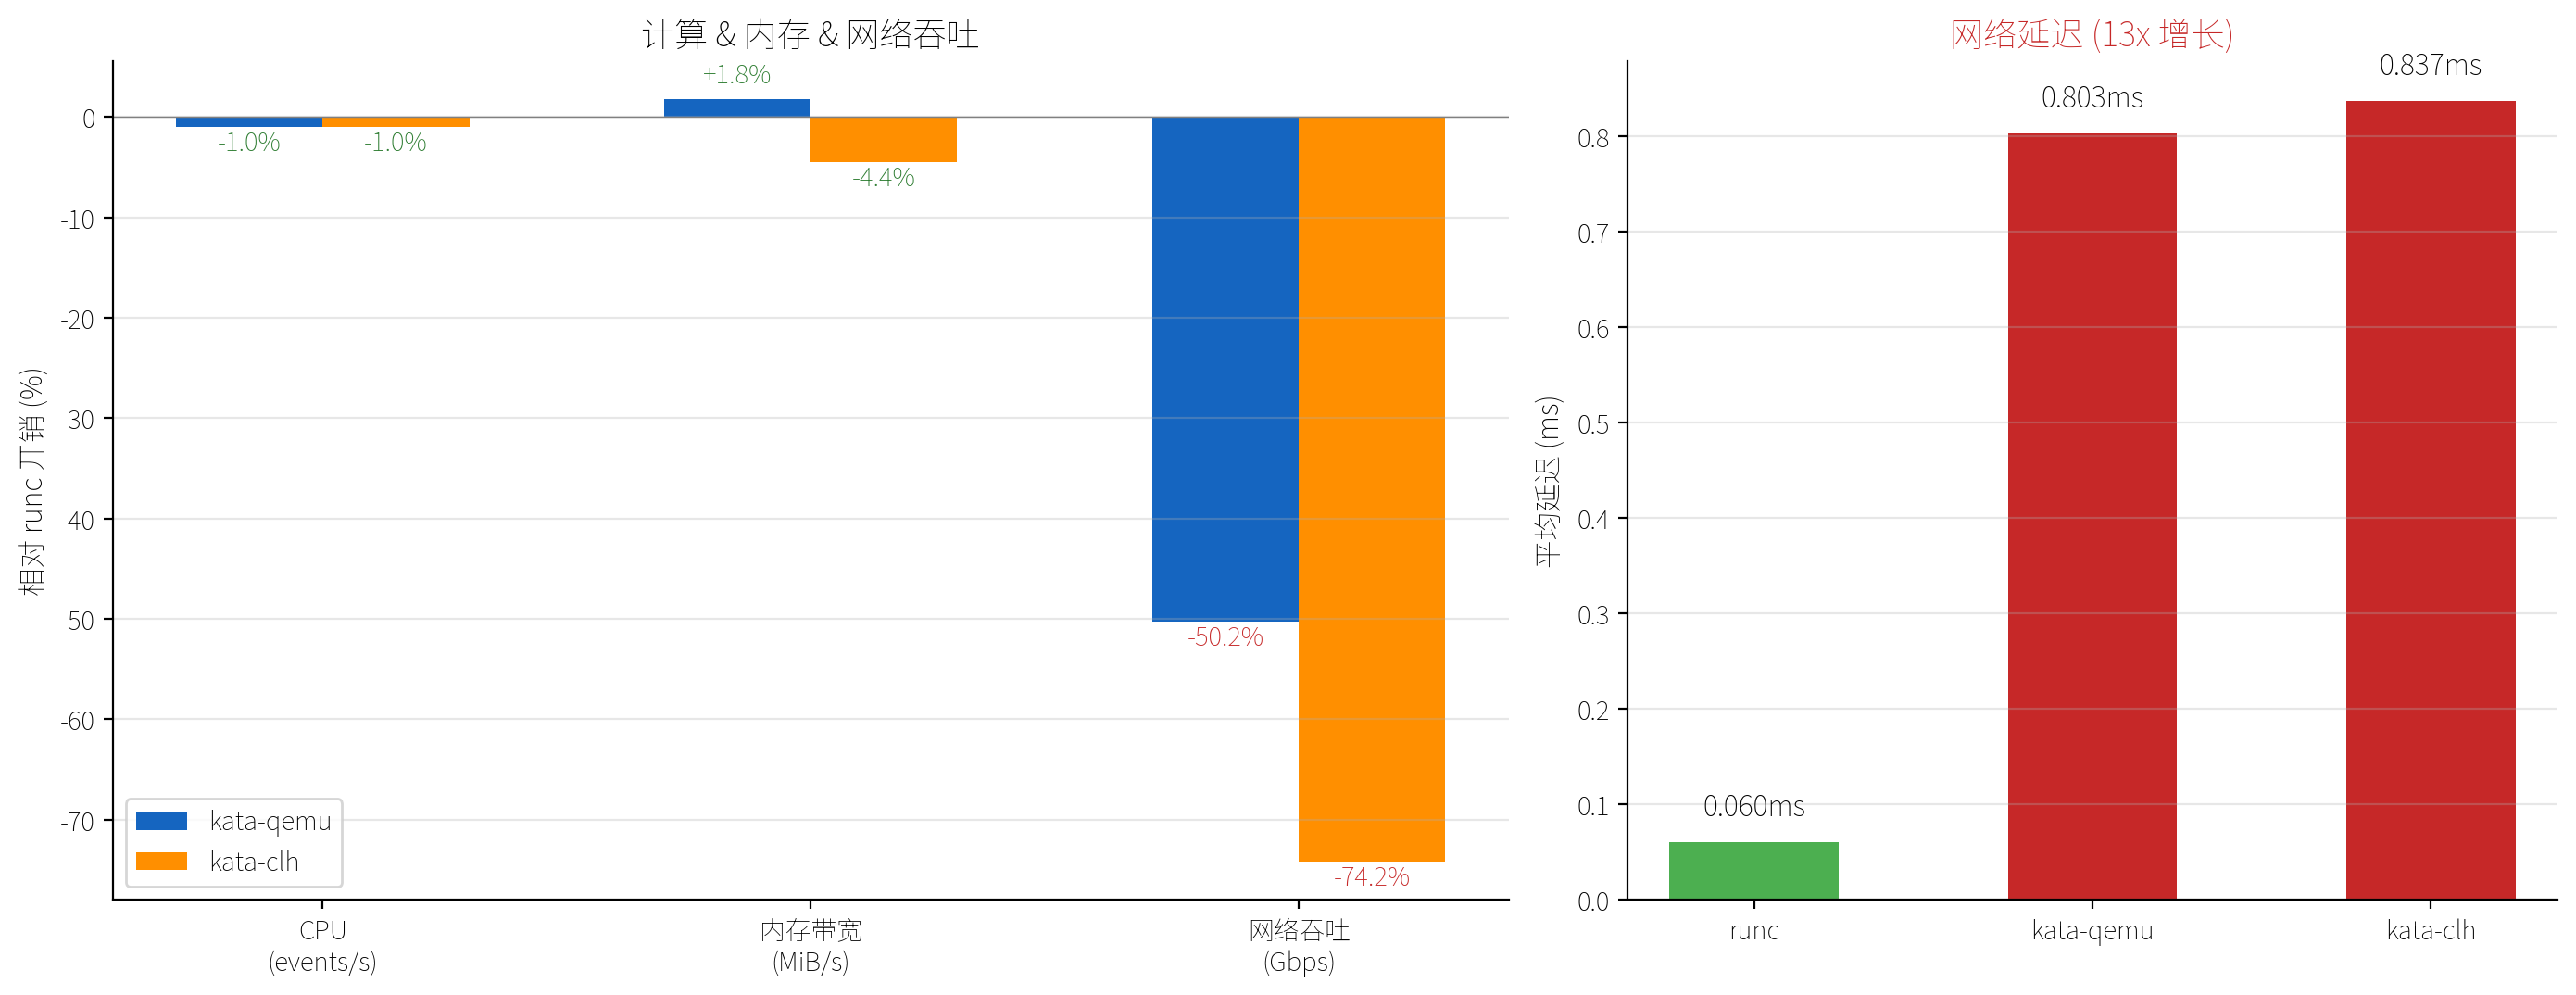 计算 & 内存 & 网络吞吐
相对 runc 开销 (%)
0
-10
-20
-30
-40
-50
-60
-70
+1.8%
-1.0%
-1.0%
-4.4%
-50.2%
-74.2%
kata-qemu
kata-clh
CPU
(events/s)
内存带宽
(MiB/s)
网络吞吐
(Gbps)
网络延迟 (13x 增长)
平均延迟 (ms)
0.8
0.7
0.6
0.5
0.4
0.3
0.2
0.1
0.0
0.060ms
0.803ms
0.837ms
runc
kata-qemu
kata-clh